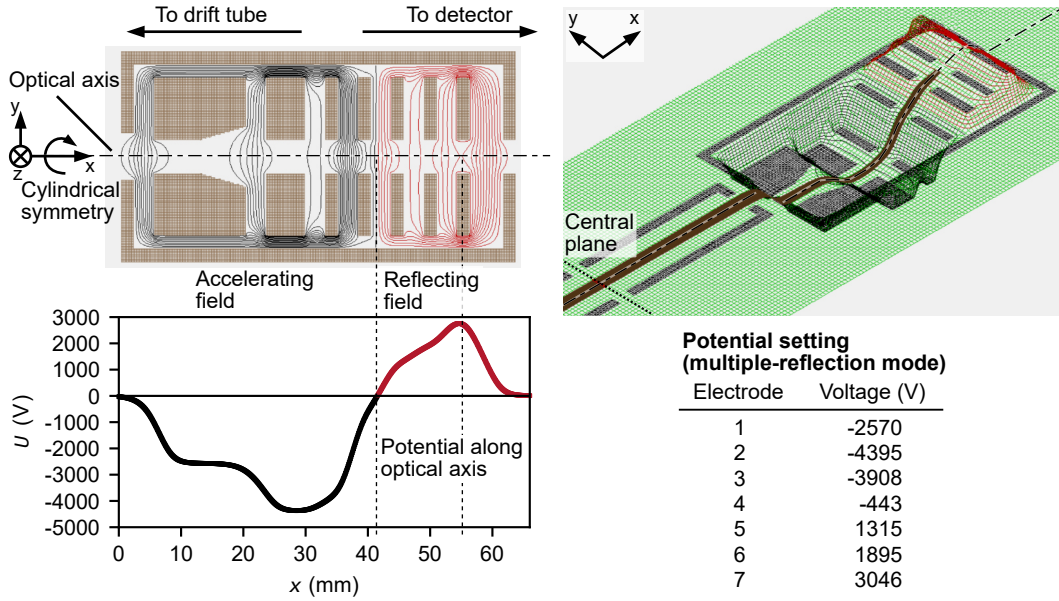 To drift tube
To detector
Optical axis
y
z
x
Cylindrical
symmetry
Accelerating
field
Reflecting
field
y
x
Central
plane
3000
2000
1000
0
-1000
-2000
-3000
-4000
-5000
U (V)
Potential along
optical axis
0 10 20 30 40 50 60
x (mm)
Potential setting
(multiple-reflection mode)
Electrode Voltage (V)
1 -2570
2 -4395
3 -3908
4 -443
5 1315
6 1895
7 3046